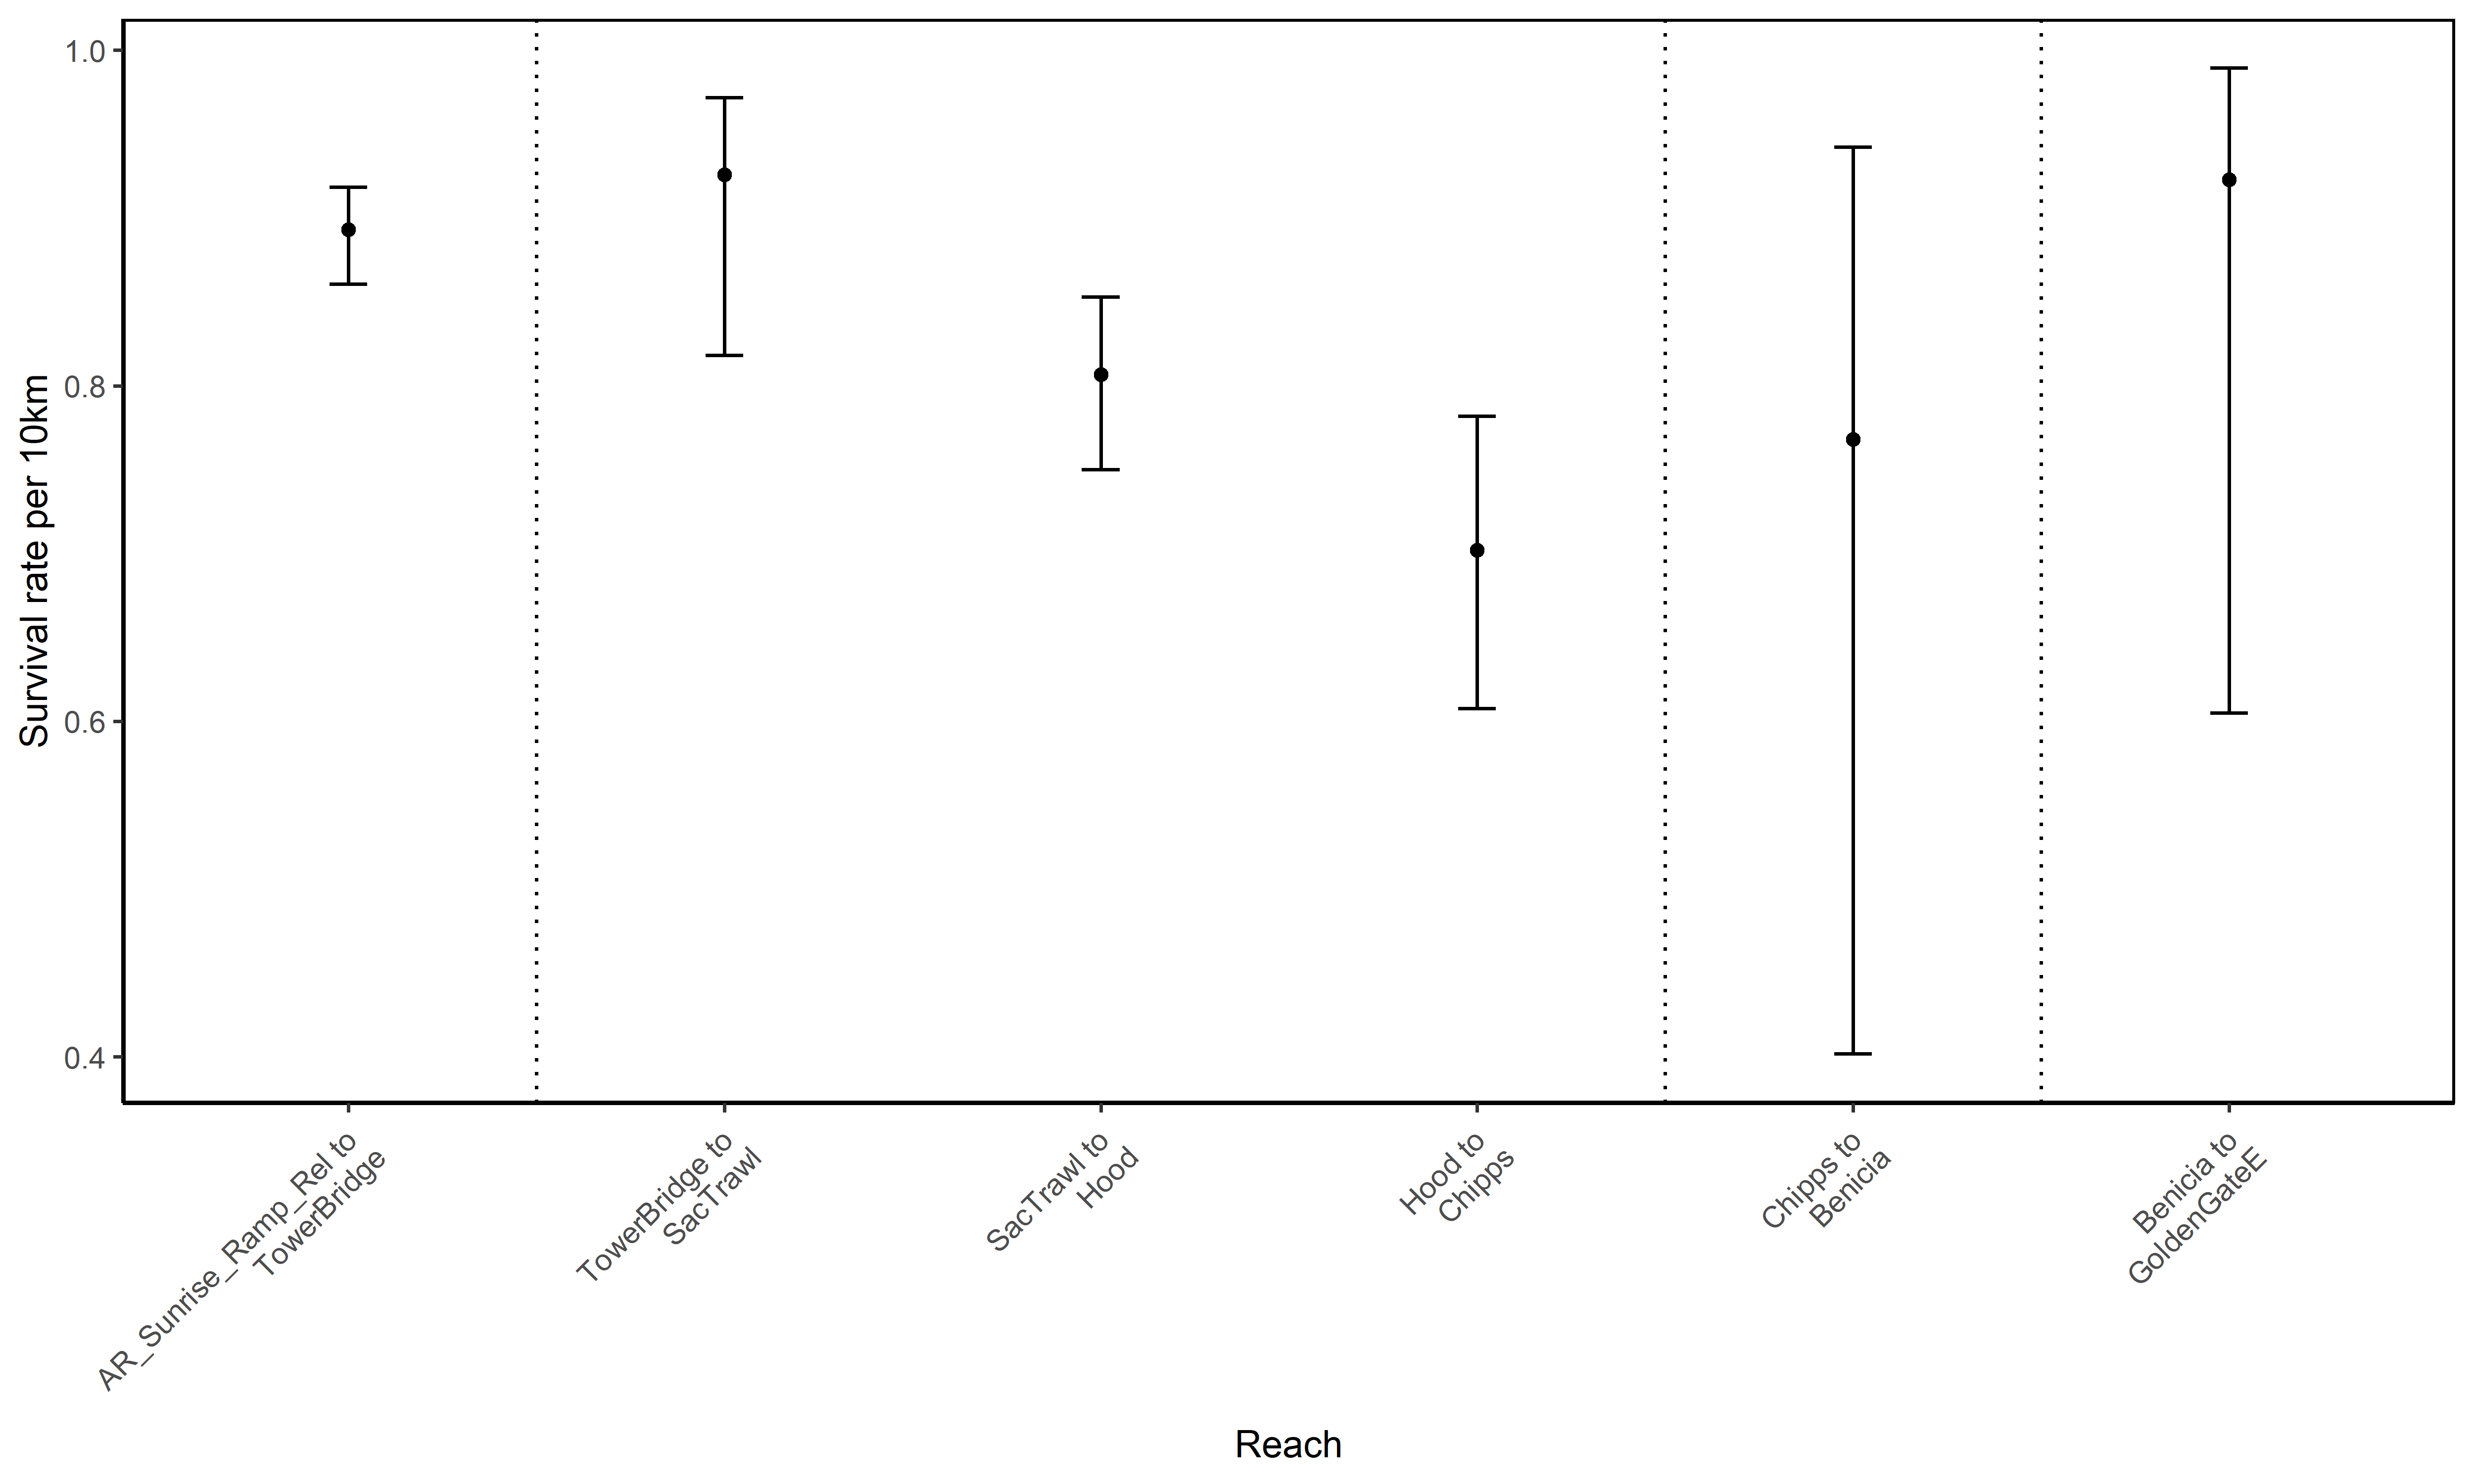 Survival rate per 10km
1.0
0.8
0.6
0.4
AR_Sunrise_Ramp_Rel to
TowerBridge
TowerBridge to
SacTrawl
SacTrawl to
Hood
Hood to
Chipps
Chipps to
Benicia
Benicia to
GoldenGateE
Reach